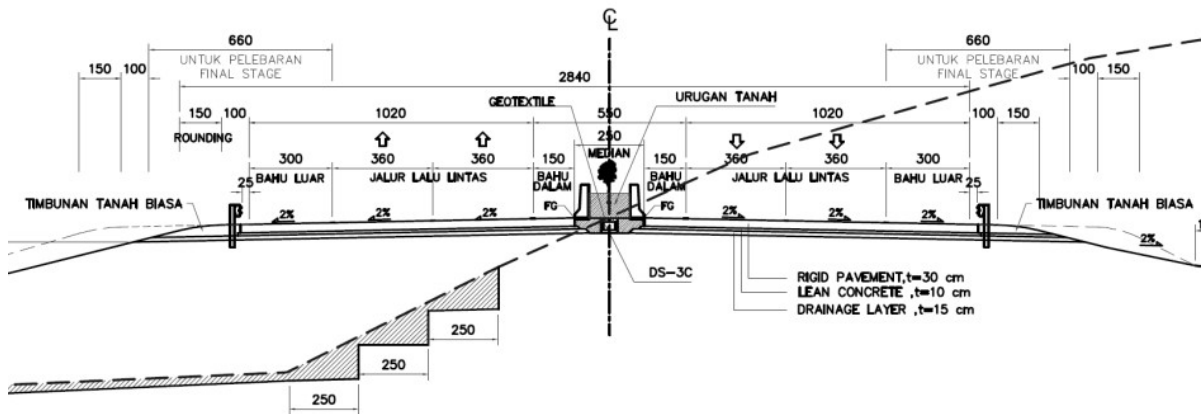 ℄
660
660
UNTUK PELEBARAN
FINAL STAGE
UNTUK PELEBARAN
FINAL STAGE
150
100
100
150
2840
GEOTEXTILE
URUGAN TANAH
150
100
1020
550
1020
100
150
ROUNDING
250
MEDIAN
300
360
360
150
150
360
360
300
BAHU LUAR
JALUR LALU LINTAS
BAHU
DALAM
BAHU
DALAM
JALUR LALU LINTAS
BAHU LUAR
25
25
TIMBUNAN TANAH BIASA
FG
FG
TIMBUNAN TANAH BIASA
2%
2%
2%
2%
2%
2%
2%
DS-3C
RIGID PAVEMENT,t=30 cm
LEAN CONCRETE ,t=10 cm
DRAINAGE LAYER ,t=15 cm
250
250
250